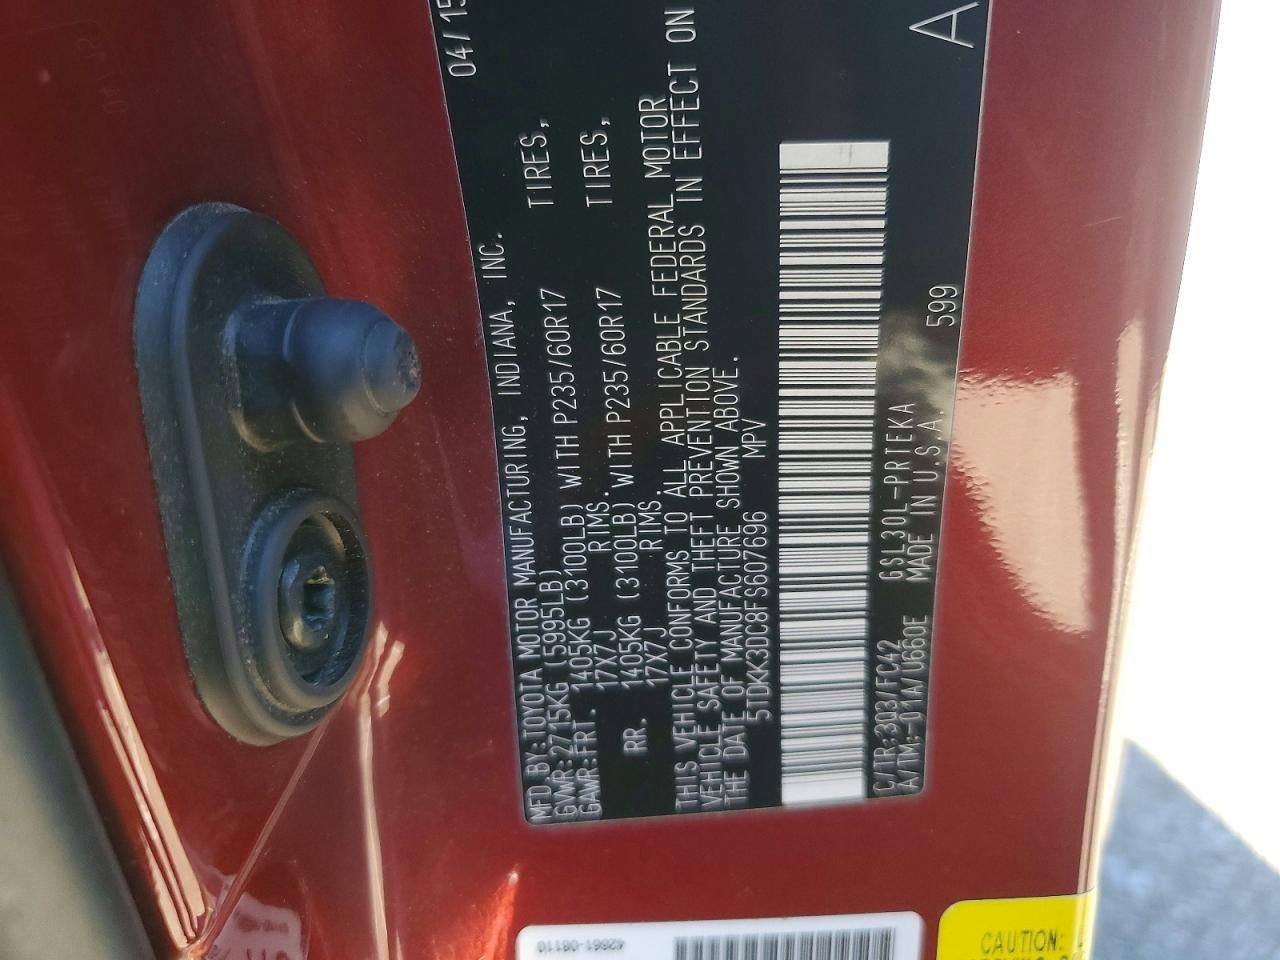 04/15
MFD.BY:TOYOTA MOTOR MANUFACTURING, INDIANA, INC.
GVWR:2715KG(5995LB)
GAWR:FRT. 1405KG(3100LB)WITH P235/60R17 TIRES,
17X7J RIMS.
RR. 1405KG(3100LB)WITH P235/60R17 TIRES,
17X7J RIMS.
THIS VEHICLE CONFORMS TO ALL APPLICABLE FEDERAL MOTOR
VEHICLE SAFETY AND THEFT PREVENTION STANDARDS IN EFFECT ON
THE DATE OF MANUFACTURE SHOWN ABOVE.
5TDKK3DC8FS607696 MPV
C/TR:3Q3/FC42 GSL30L-PRTEKA
A/TM:-01A/U660E MADE IN U.S.A. 599
A
42661-08110
CAUTION: